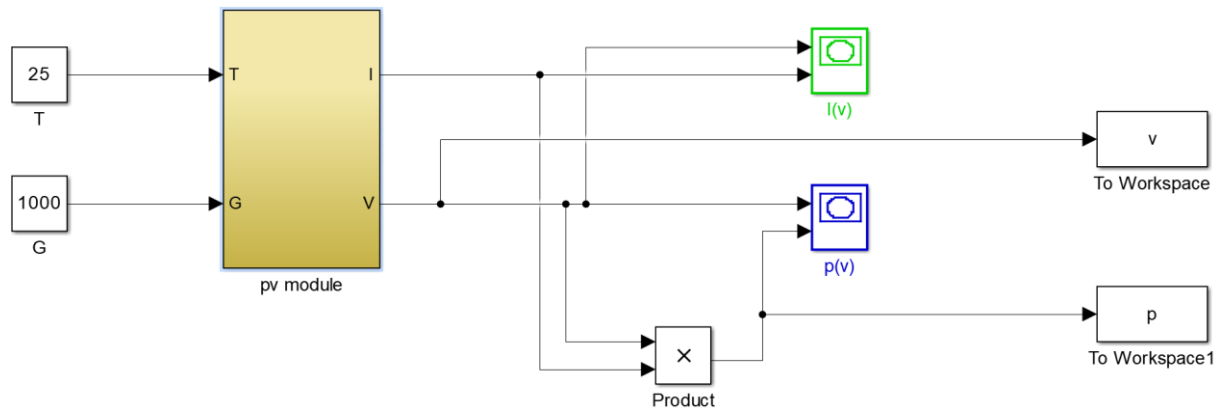 25
T
1000
G
T
G
I
V
pv module
I(v)
p(v)
×
Product
v
To Workspace
p
To Workspace1